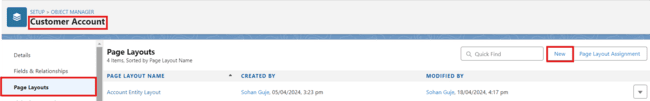 SETUP > OBJECT MANAGER
Customer Account
Details
Fields & Relationships
Page Layouts
Page Layouts
4 Items, Sorted by Page Layout Name
Quick Find
New
Page Layout Assignment
PAGE LAYOUT NAME CREATED BY MODIFIED BY
Account Entity Layout Sohan Guje, 05/04/2024, 3:23 pm Sohan Guje, 18/04/2024, 4:17 pm